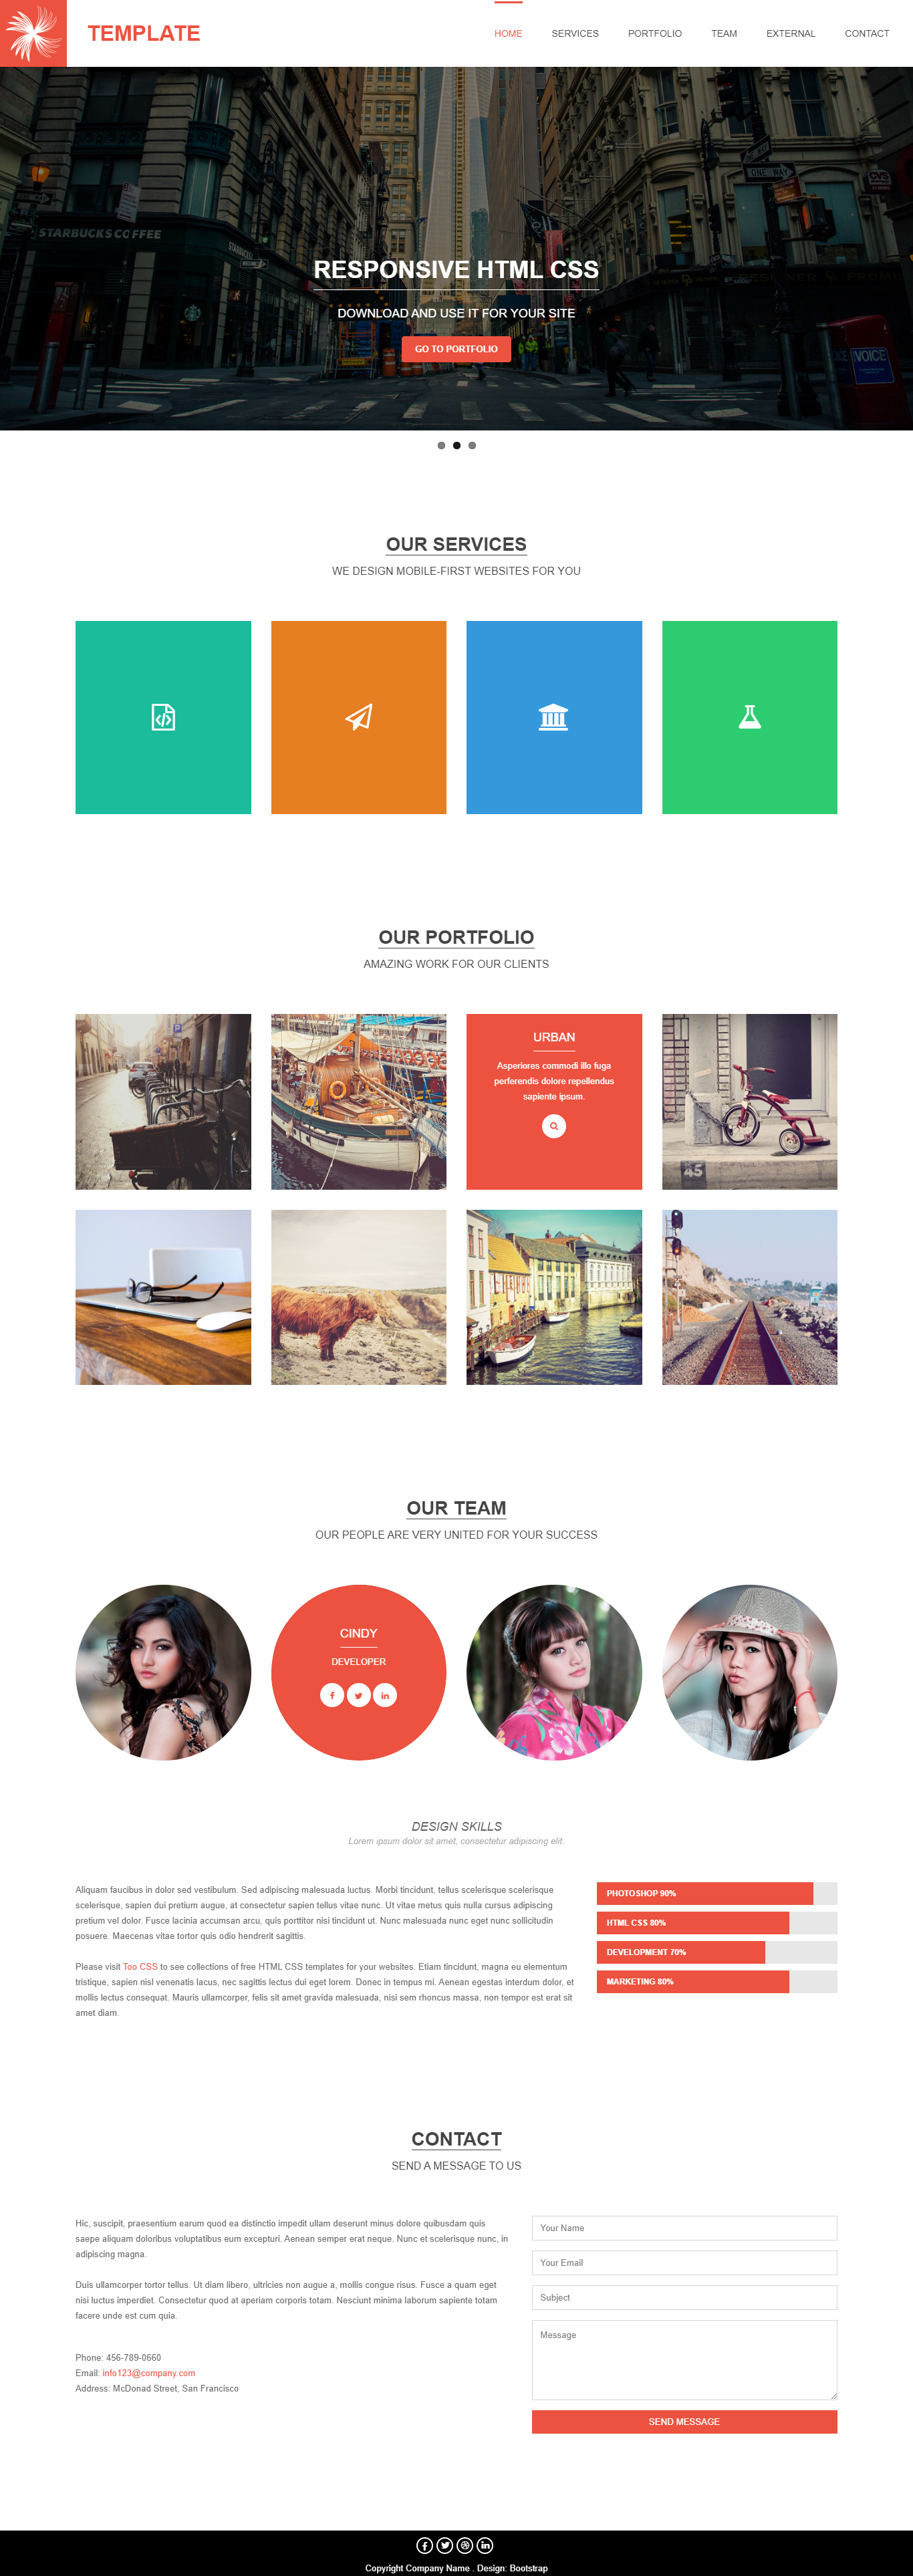 TEMPLATE
HOME SERVICES PORTFOLIO TEAM EXTERNAL CONTACT
STARBUCKS COFFEE
ONE WAY
CVS
VOICE
RESPONSIVE HTML CSS
DOWNLOAD AND USE IT FOR YOUR SITE
GO TO PORTFOLIO
OUR SERVICES
WE DESIGN MOBILE-FIRST WEBSITES FOR YOU
OUR PORTFOLIO
AMAZING WORK FOR OUR CLIENTS
P
URBAN
Asperiores commodi illo fuga
perferendis dolore repellendus
sapiente ipsum.
45
OUR TEAM
OUR PEOPLE ARE VERY UNITED FOR YOUR SUCCESS
CINDY
DEVELOPER
DESIGN SKILLS
Lorem ipsum dolor sit amet, consectetur adipiscing elit.
Aliquam faucibus in dolor sed vestibulum. Sed adipiscing malesuada luctus. Morbi tincidunt, tellus scelerisque scelerisque
scelerisque, sapien dui pretium augue, at consectetur sapien tellus vitae nunc. Ut vitae metus quis nulla cursus adipiscing
pretium vel dolor. Fusce lacinia accumsan arcu, quis porttitor nisi tincidunt ut. Nunc malesuada nunc eget nunc sollicitudin
posuere. Maecenas vitae tortor quis odio hendrerit sagittis.
Please visit Too CSS to see collections of free HTML CSS templates for your websites. Etiam tincidunt, magna eu elementum
tristique, sapien nisl venenatis lacus, nec sagittis lectus dui eget lorem. Donec in tempus mi. Aenean egestas interdum dolor, et
mollis lectus consequat. Mauris ullamcorper, felis sit amet gravida malesuada, nisi sem rhoncus massa, non tempor est erat sit
amet diam.
PHOTOSHOP 90%
HTML CSS 80%
DEVELOPMENT 70%
MARKETING 80%
CONTACT
SEND A MESSAGE TO US
Hic, suscipit, praesentium earum quod ea distinctio impedit ullam deserunt minus dolore quibusdam quis
saepe aliquam doloribus voluptatibus eum excepturi. Aenean semper erat neque. Nunc et scelerisque nunc, in
adipiscing magna.
Duis ullamcorper tortor tellus. Ut diam libero, ultricies non augue a, mollis congue risus. Fusce a quam eget
nisi luctus imperdiet. Consectetur quod at aperiam corporis totam. Nesciunt minima laborum sapiente totam
facere unde est cum quia.
Phone: 456-789-0660
Email: info123@company.com
Address: McDonad Street, San Francisco
Your Name
Your Email
Subject
Message
SEND MESSAGE
Copyright Company Name . Design: Bootstrap